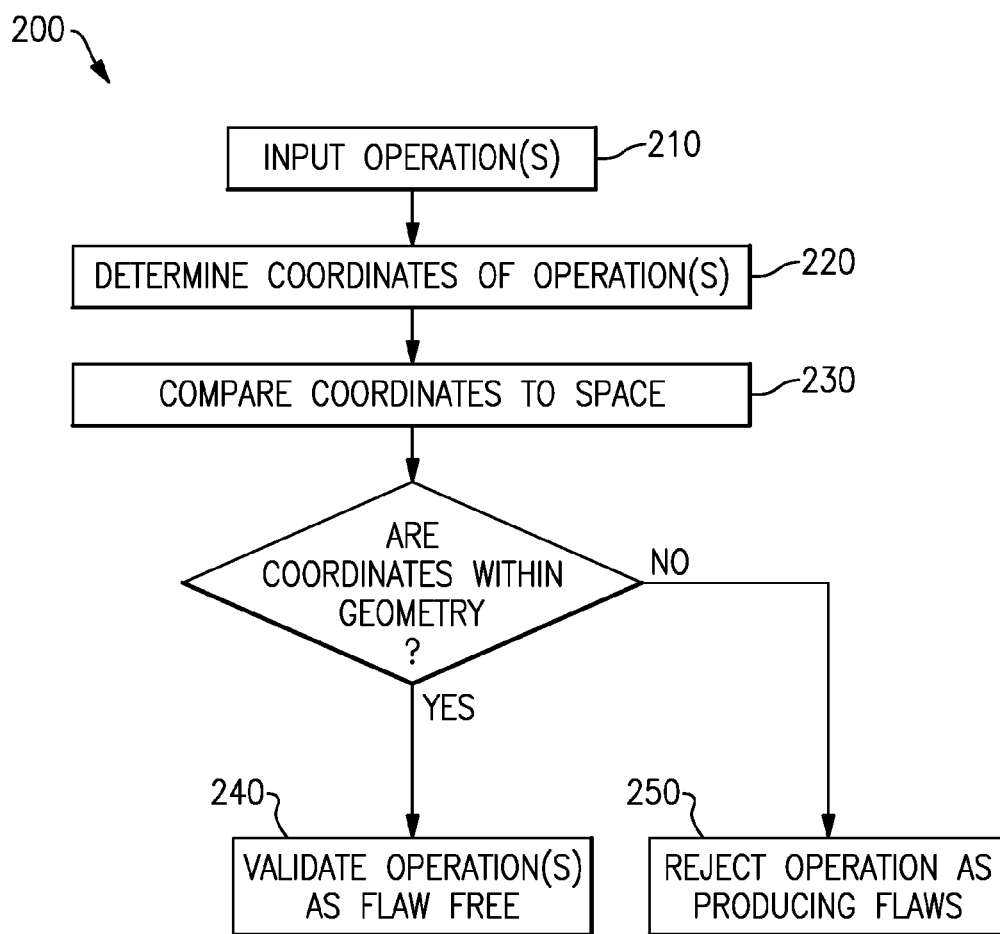 200
INPUT OPERATION(S)
210
DETERMINE COORDINATES OF OPERATION(S)
220
COMPARE COORDINATES TO SPACE
230
ARE
COORDINATES WITHIN
GEOMETRY
?
NO
YES
240
VALIDATE OPERATION(S)
AS FLAW FREE
250
REJECT OPERATION AS
PRODUCING FLAWS